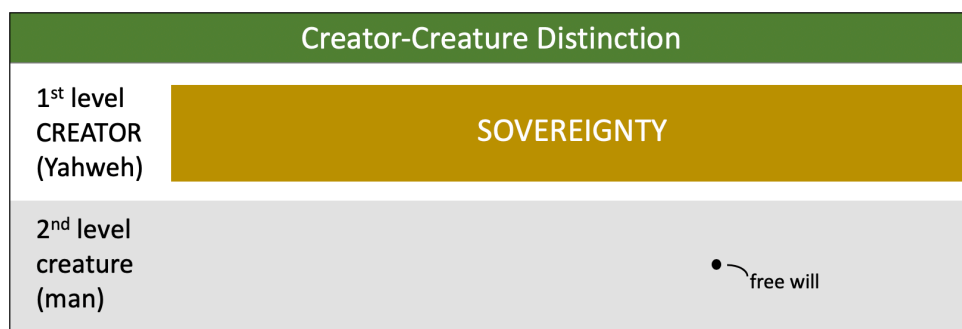 Creator-Creature Distinction
1st level
CREATOR
(Yahweh)
SOVEREIGNTY
2nd level
creature
(man)
free will